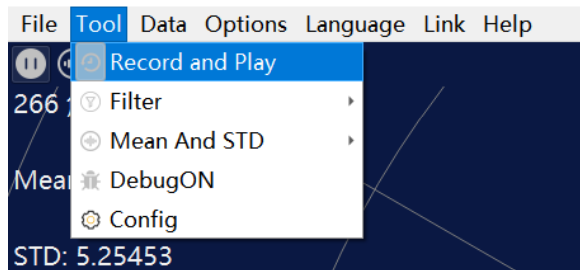 File Tool Data Options Language Link Help
Record and Play
266
Filter
Mean And STD
DebugON
Config
STD: 5.25453